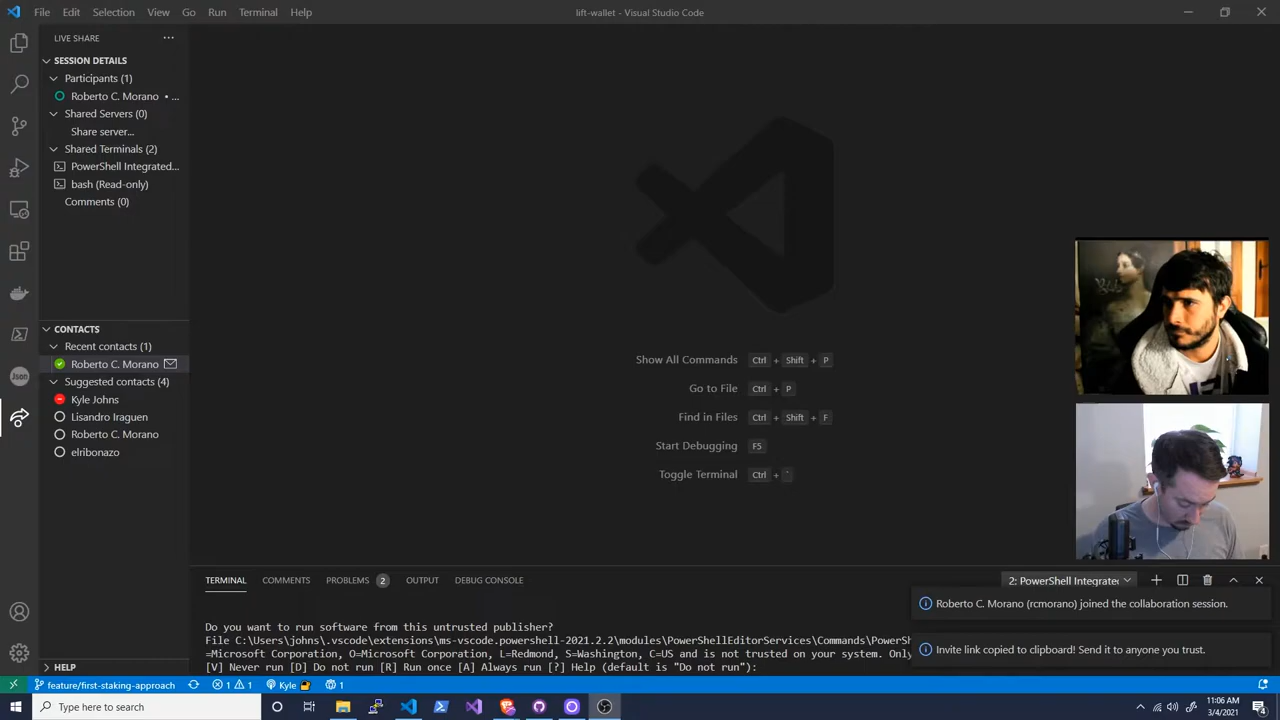 File Edit Selection View Go Run Terminal Help
lift-wallet - Visual Studio Code
LIVE SHARE
SESSION DETAILS
Participants (1)
Roberto C. Morano • ...
Shared Servers (0)
Share server...
Shared Terminals (2)
PowerShell Integrated...
bash (Read-only)
Comments (0)
CONTACTS
Recent contacts (1)
Roberto C. Morano
Suggested contacts (4)
Kyle Johns
Lisandro Iraguen
Roberto C. Morano
elribonazo
HELP
Show All Commands Ctrl + Shift + P
Go to File Ctrl + P
Find in Files Ctrl + Shift + F
Start Debugging F5
Toggle Terminal Ctrl + `
TERMINAL COMMENTS PROBLEMS 2 OUTPUT DEBUG CONSOLE
2: PowerShell Integrated
Do you want to run software from this untrusted publisher?
File C:\Users\johns\.vscode\extensions\ms-vscode.powershell-2021.2.2\modules\PowerShellEditorServices\Commands\PowerSh
=Microsoft Corporation, O=Microsoft Corporation, L=Redmond, S=Washington, C=US and is not trusted on your system. Only
[V] Never run [D] Do not run [R] Run once [A] Always run [?] Help (default is "Do not run"):
Roberto C. Morano (rcmorano) joined the collaboration session.
Invite link copied to clipboard! Send it to anyone you trust.
feature/first-staking-approach 1 1 Kyle 1
Type here to search
11:06 AM
3/4/2021
Json
4